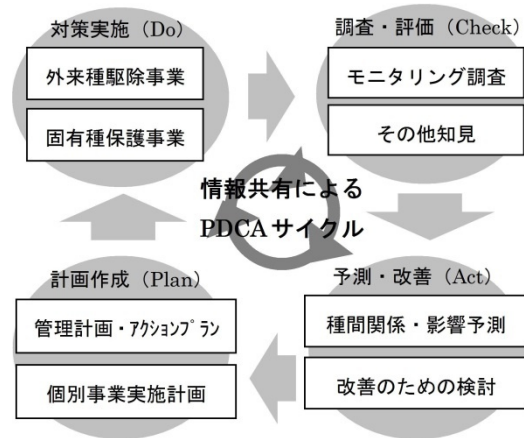 対策実施（Do）
外来種駆除事業
固有種保護事業
調査・評価（Check）
モニタリング調査
その他知見
情報共有による
PDCAサイクル
計画作成（Plan）
管理計画・ｱｸｼｮﾝﾌﾟﾗﾝ
個別事業実施計画
予測・改善（Act）
種間関係・影響予測
改善のための検討